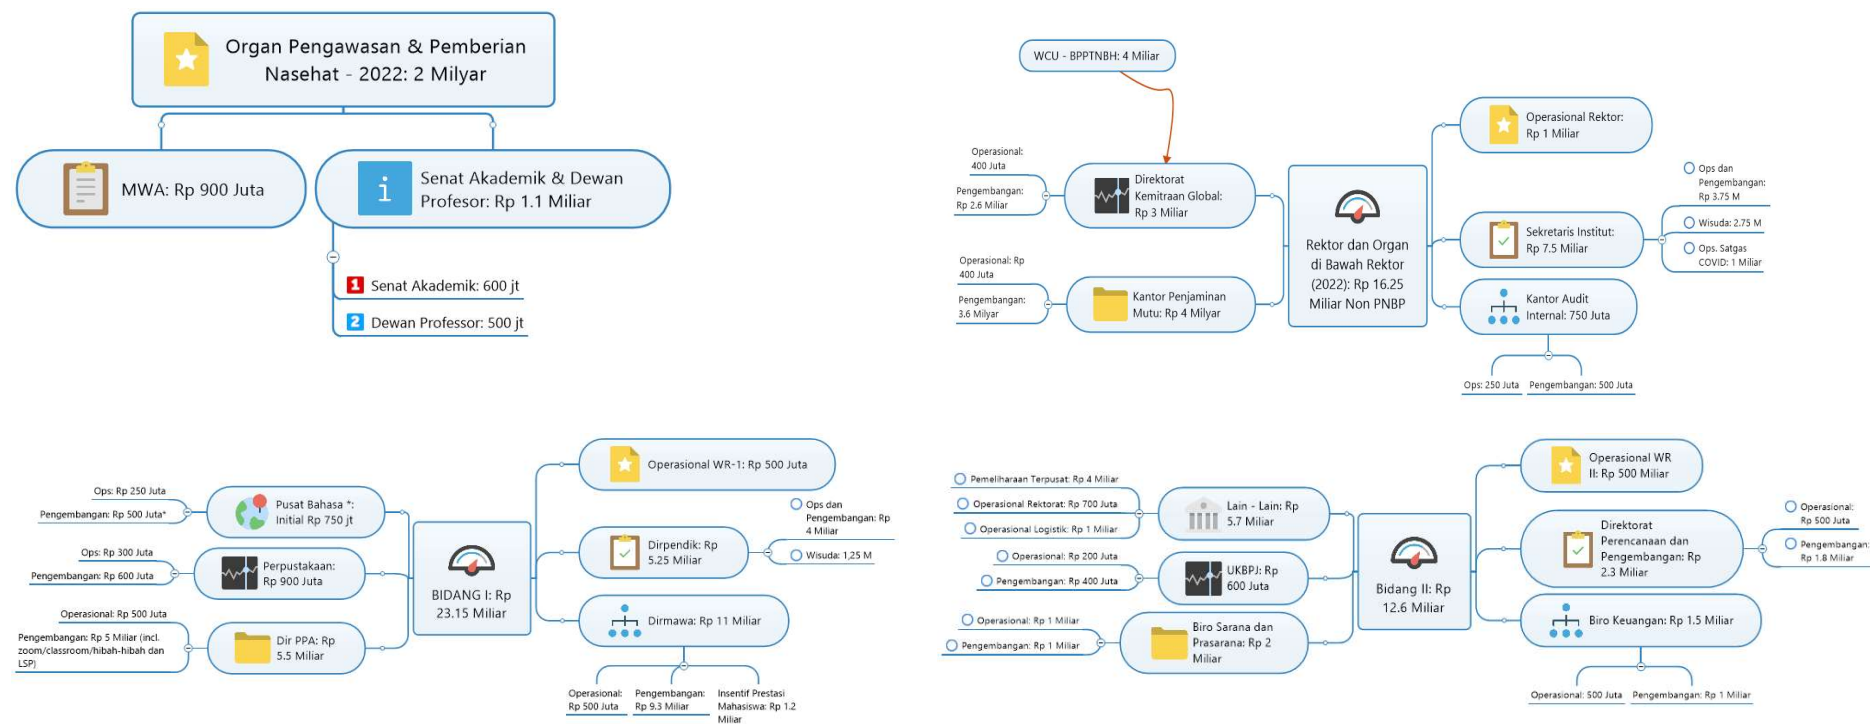 Organ Pengawasan & Pemberian
Nasehat - 2022: 2 Milyar
MWA: Rp 900 Juta
Senat Akademik & Dewan
Profesor: Rp 1.1 Miliar
1 Senat Akademik: 600 jt
2 Dewan Professor: 500 jt
WCU - BPPTNBH: 4 Miliar
Operasional:
400 Juta
Pengembangan:
Rp 2.6 Miliar
Direktorat
Kemitraan Global:
Rp 3 Miliar
Operasional: Rp
400 Juta
Pengembangan:
3.6 Milyar
Kantor Penjaminan
Mutu: Rp 4 Milyar
Rektor dan Organ
di Bawah Rektor
(2022): Rp 16.25
Miliar Non PNBP
Operasional Rektor:
Rp 1 Miliar
Sekretaris Institut:
Rp 7.5 Miliar
Ops dan
Pengembangan:
Rp 3.75 M
Wisuda: 2.75 M
Ops. Satgas
COVID: 1 Miliar
Kantor Audit
Internal: 750 Juta
Ops: 250 Juta
Pengembangan: 500 Juta
Ops: Rp 250 Juta
Pengembangan: Rp 500 Juta*
Pusat Bahasa *:
Initial Rp 750 jt
Ops: Rp 300 Juta
Pengembangan: Rp 600 Juta
Perpustakaan:
Rp 900 Juta
Operasional: Rp 500 Juta
Pengembangan: Rp 5 Miliar (incl.
zoom/classroom/hibah-hibah dan
LSP)
Dir PPA: Rp
5.5 Miliar
BIDANG I: Rp
23.15 Miliar
Operasional WR-1: Rp 500 Juta
Dirpendik: Rp
5.25 Miliar
Ops dan
Pengembangan: Rp
4 Miliar
Wisuda: 1,25 M
Dirmawa: Rp 11 Miliar
Operasional:
Rp 500 Juta
Pengembangan:
Rp 9.3 Miliar
Insentif Prestasi
Mahasiswa: Rp 1.2
Miliar
Pemeliharaan Terpusat: Rp 4 Miliar
Operasional Rektorat: Rp 700 Juta
Operasional Logistik: Rp 1 Miliar
Lain - Lain: Rp
5.7 Miliar
Operasional: Rp 200 Juta
Pengembangan: Rp 400 Juta
UKBPJ: Rp
600 Juta
Operasional: Rp 1 Miliar
Pengembangan: Rp 1 Miliar
Biro Sarana dan
Prasarana: Rp 2
Miliar
Bidang II: Rp
12.6 Miliar
Operasional WR
II: Rp 500 Miliar
Direktorat
Perencanaan dan
Pengembangan: Rp
2.3 Miliar
Operasional:
Rp 500 Juta
Pengembangan:
Rp 1.8 Miliar
Biro Keuangan: Rp 1.5 Miliar
Operasional: 500 Juta
Pengembangan: Rp 1 Miliar